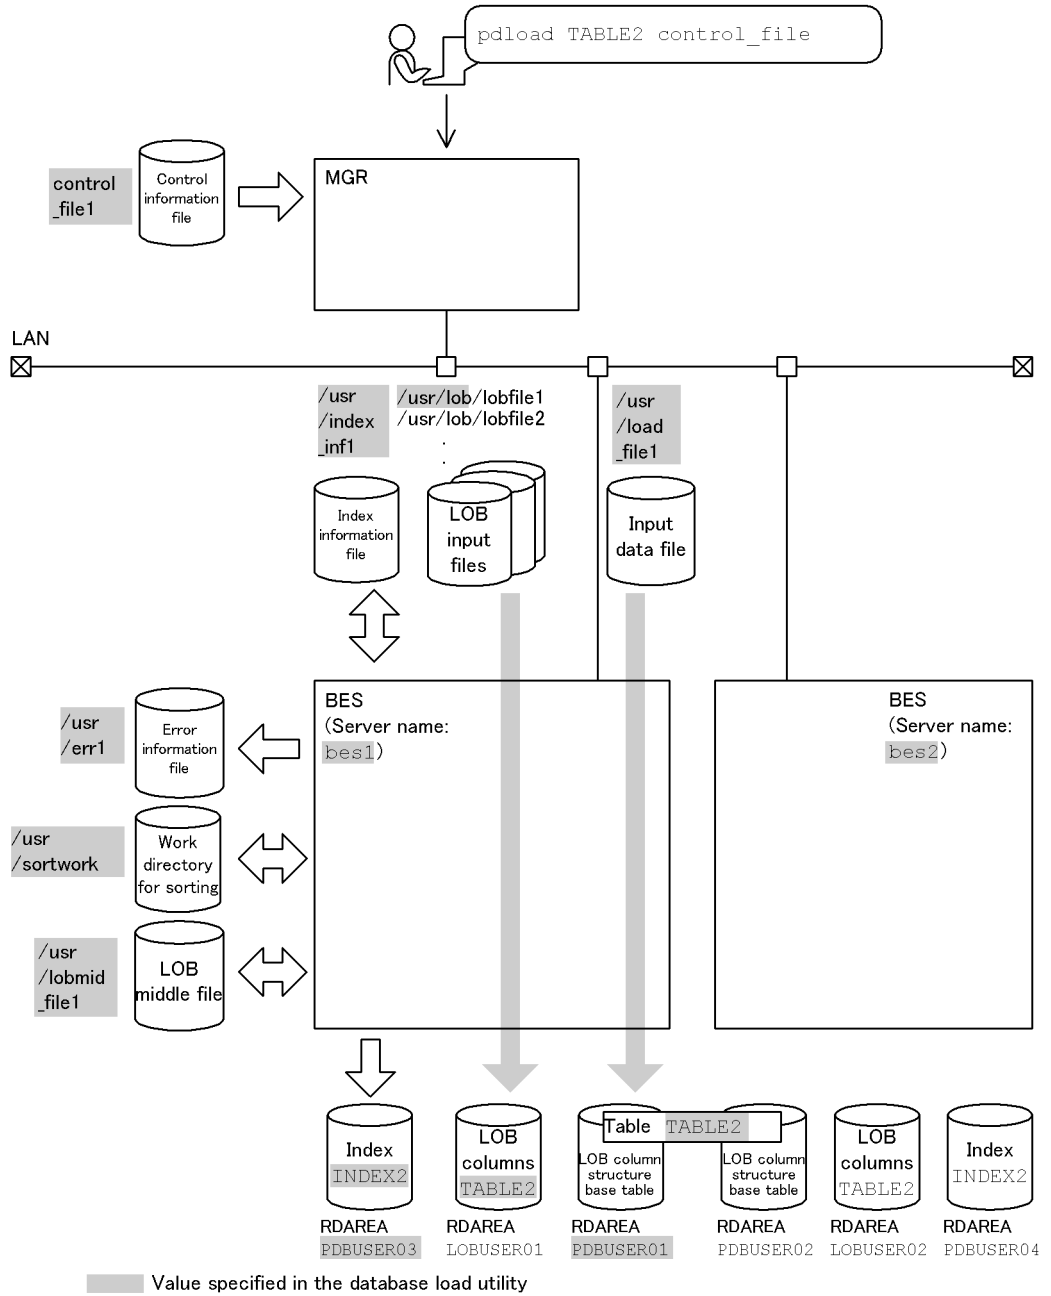 pdload TABLE2 control_file
control
_file1
Control
information
file
MGR
LAN
/usr
/index
_inf1
/usr/lob/lobfile1
/usr/lob/lobfile2
.
.
/usr
/load
_file1
Index
information
file
LOB
input
files
Input
data file
BES
(Server name:
bes1)
BES
(Server name:
bes2)
/usr
/err1
Error
information
file
/usr
/sortwork
Work
directory
for sorting
/usr
/lobmid
_file1
LOB
middle file
Index
INDEX2
LOB
columns
TABLE2
Table TABLE2
LOB column
structure
base table
LOB column
structure
base table
LOB
columns
TABLE2
Index
INDEX2
RDAREA
PDBUSER03
RDAREA
LOBUSER01
RDAREA
PDBUSER01
RDAREA
PDBUSER02
RDAREA
LOBUSER02
RDAREA
PDBUSER04
Value specified in the database load utility